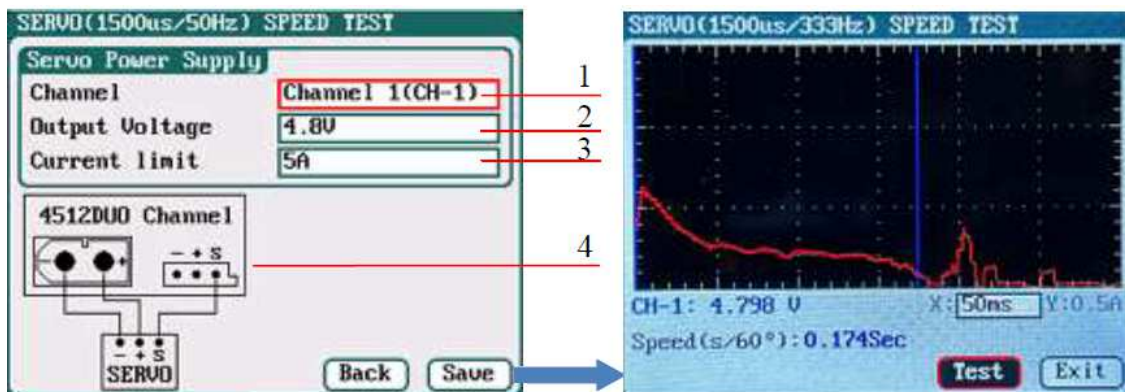 SERVO(1500us/50Hz) SPEED TEST
Servo Power Supply
Channel Channel 1(CH-1) 1
Output Voltage 4.8V 2
Current limit 5A 3
4512DUO Channel
- + S
- +
4
- + S
SERVO
Back Save
SERVO(1500us/333Hz) SPEED TEST
CH-1: 4.798 V X: 50ms Y:0.5A
Speed(s/60°):0.174Sec
Test Exit